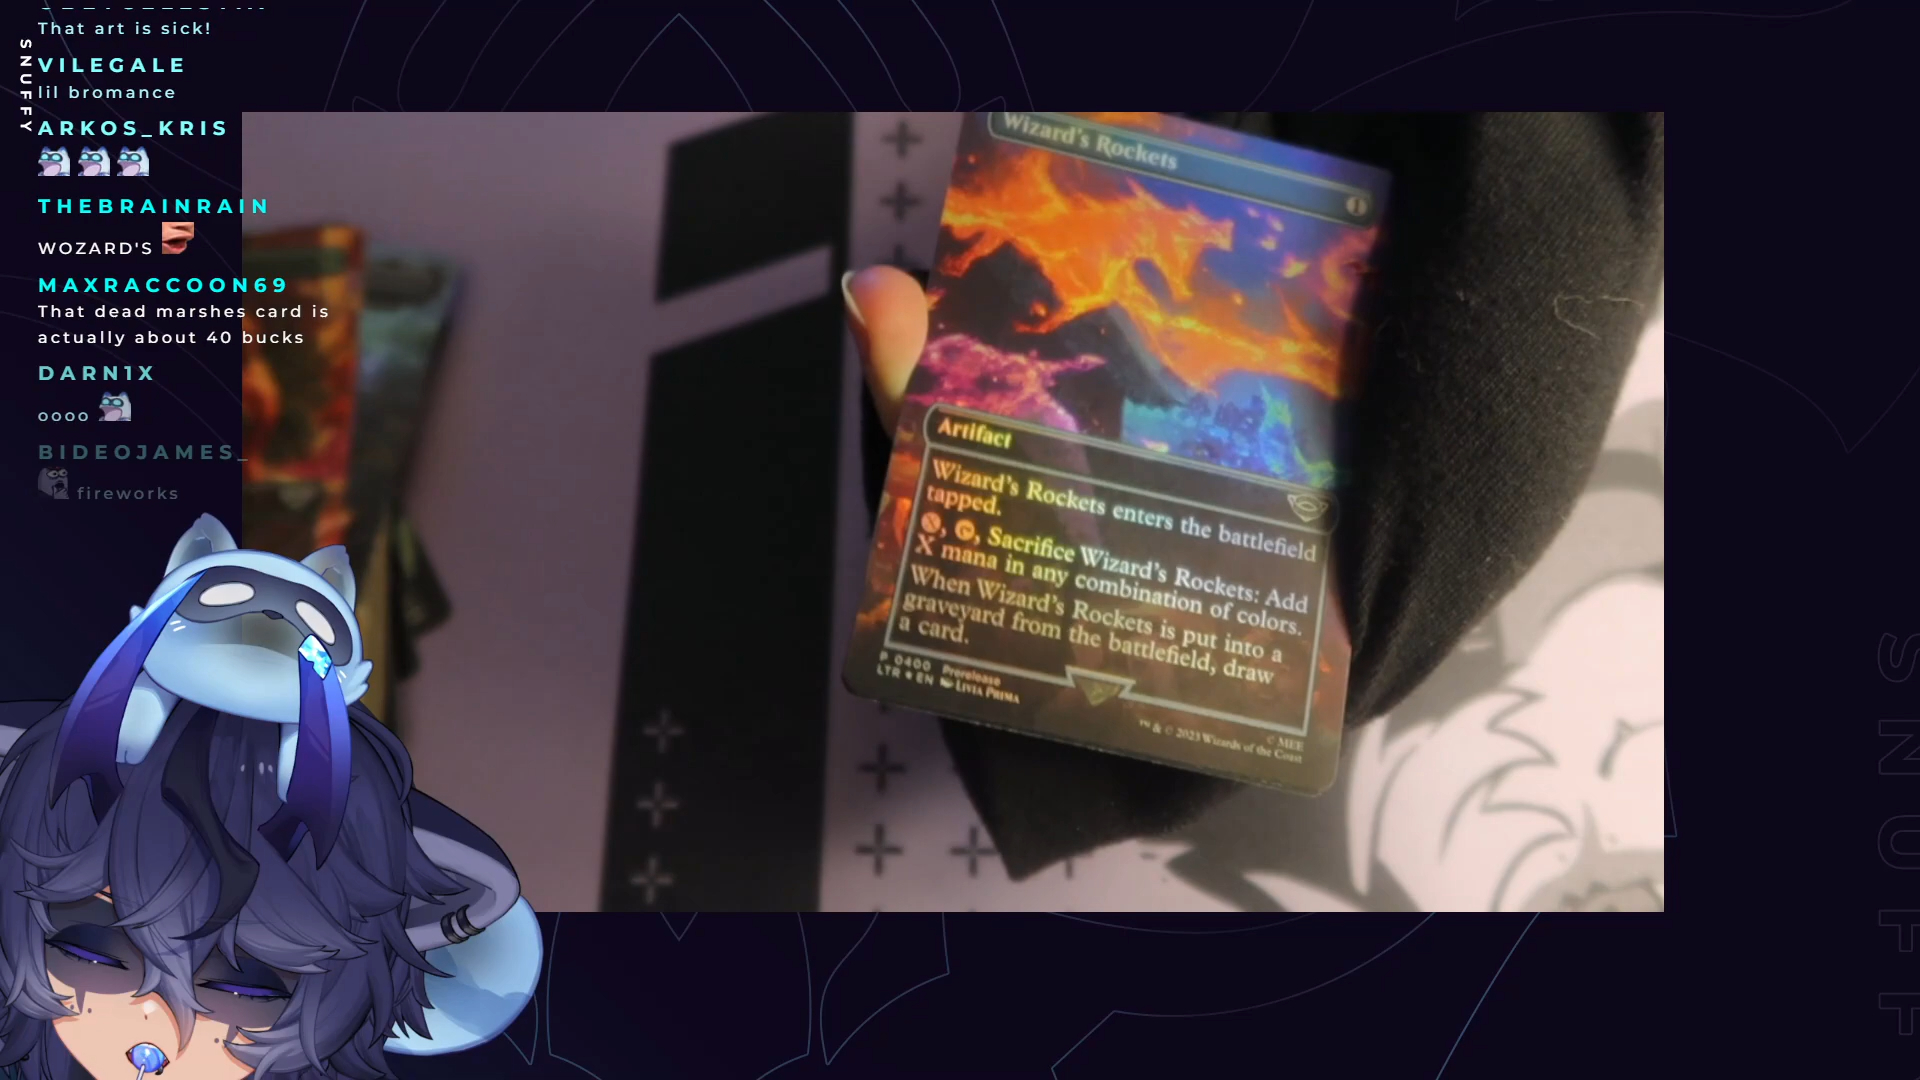 That art is sick!
SNUFFY
VILEGALE
lil bromance
ARKOS_KRIS
THEBRAINRAIN
WOZARD'S
MAXRACCOON69
That dead marshes card is
actually about 40 bucks
DARN1X
oooo
BIDEOJAMES_
fireworks
Wizard's Rockets
1
Artifact
Wizard's Rockets enters the battlefield
tapped.
X, T, Sacrifice Wizard's Rockets: Add
X mana in any combination of colors.
When Wizard's Rockets is put into a
graveyard from the battlefield, draw
a card.
P 0400 Prerelease
LTR ★ EN LIVIA PRIMA
© MEE
™ & © 2023 Wizards of the Coast
SNUFF